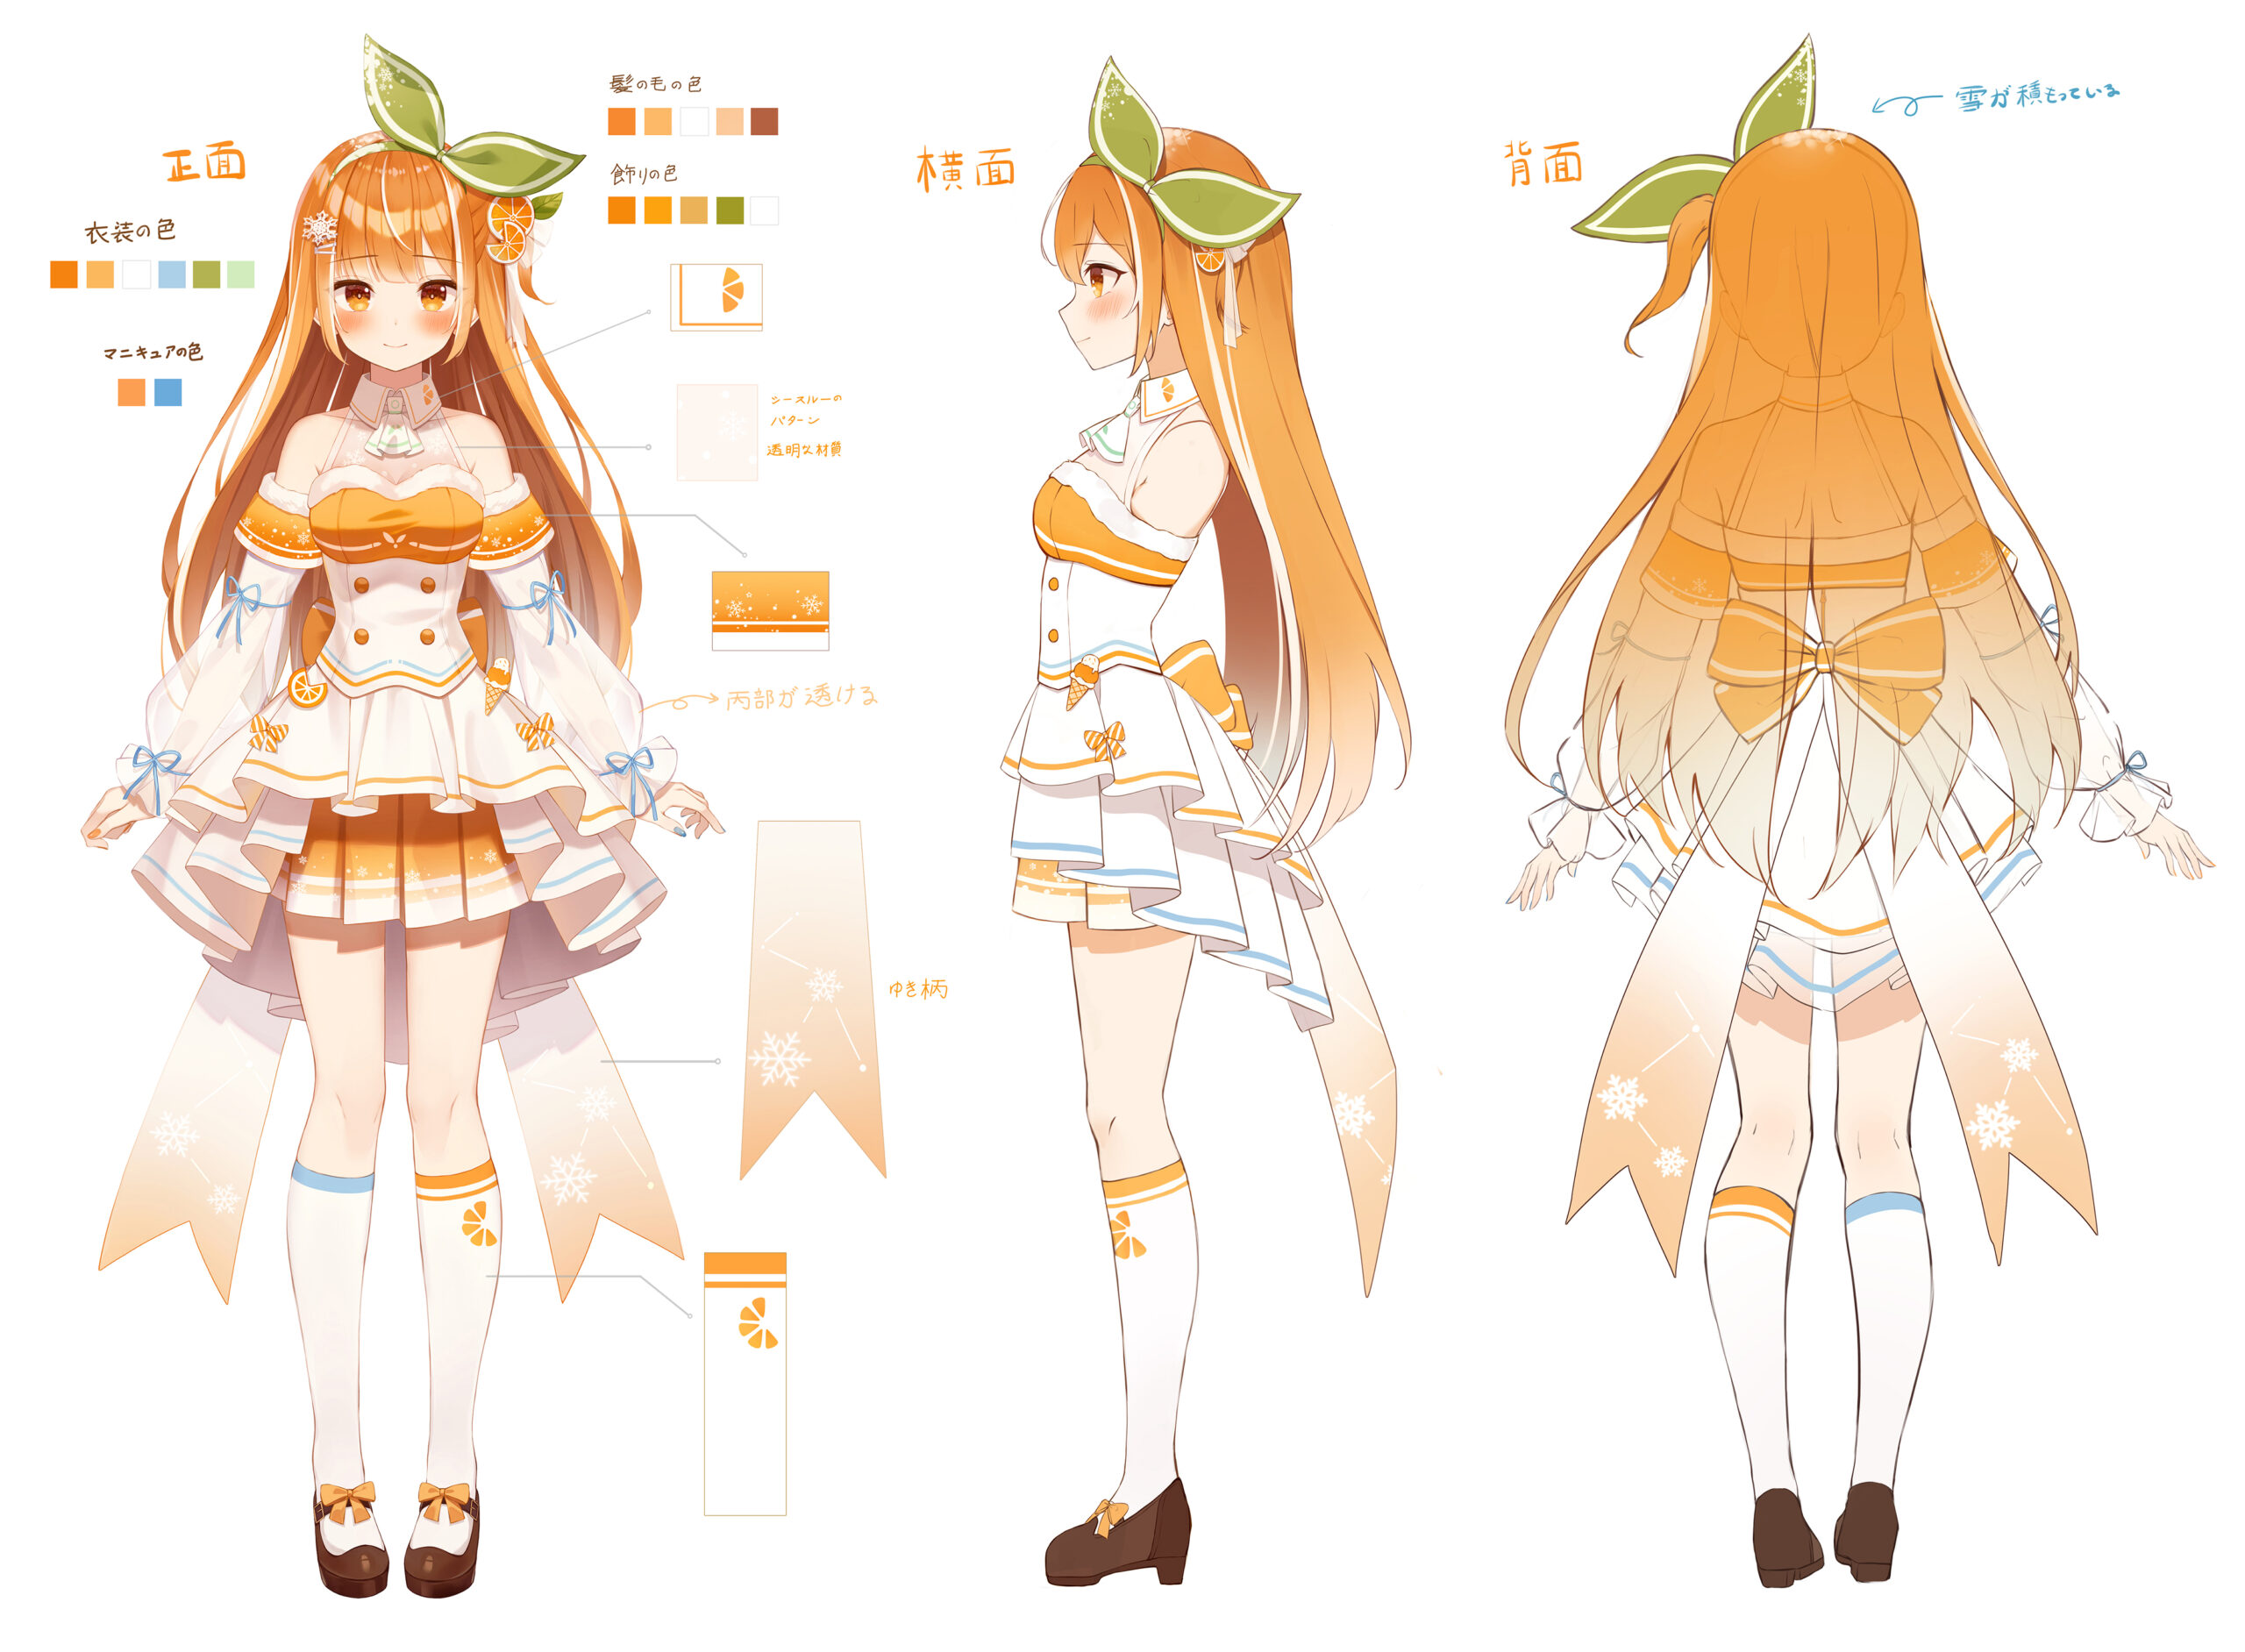 正面
衣装の色
マニキュアの色
髪の毛の色
飾りの色
シースルーの
パターン
透明な材質
丙部が透ける
ゆき柄
横面
背面
雪が積もっている